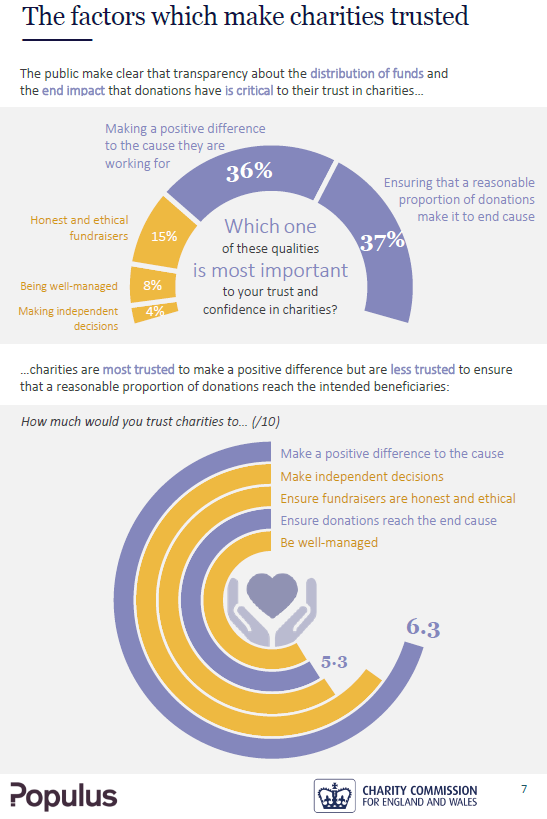 The factors which make charities trusted
The public make clear that transparency about the distribution of funds and
the end impact that donations have is critical to their trust in charities...
Making a positive difference
to the cause they are
working for
36%
Ensuring that a reasonable
proportion of donations
make it to end cause
37%
Honest and ethical
fundraisers
15%
Being well-managed
8%
Making independent
decisions
4%
Which one
of these qualities
is most important
to your trust and
confidence in charities?
...charities are most trusted to make a positive difference but are less trusted to ensure
that a reasonable proportion of donations reach the intended beneficiaries:
How much would you trust charities to... (/10)
Make a positive difference to the cause
Make independent decisions
Ensure fundraisers are honest and ethical
Ensure donations reach the end cause
Be well-managed
6.3
5.3
Populus
CHARITY COMMISSION
FOR ENGLAND AND WALES
7